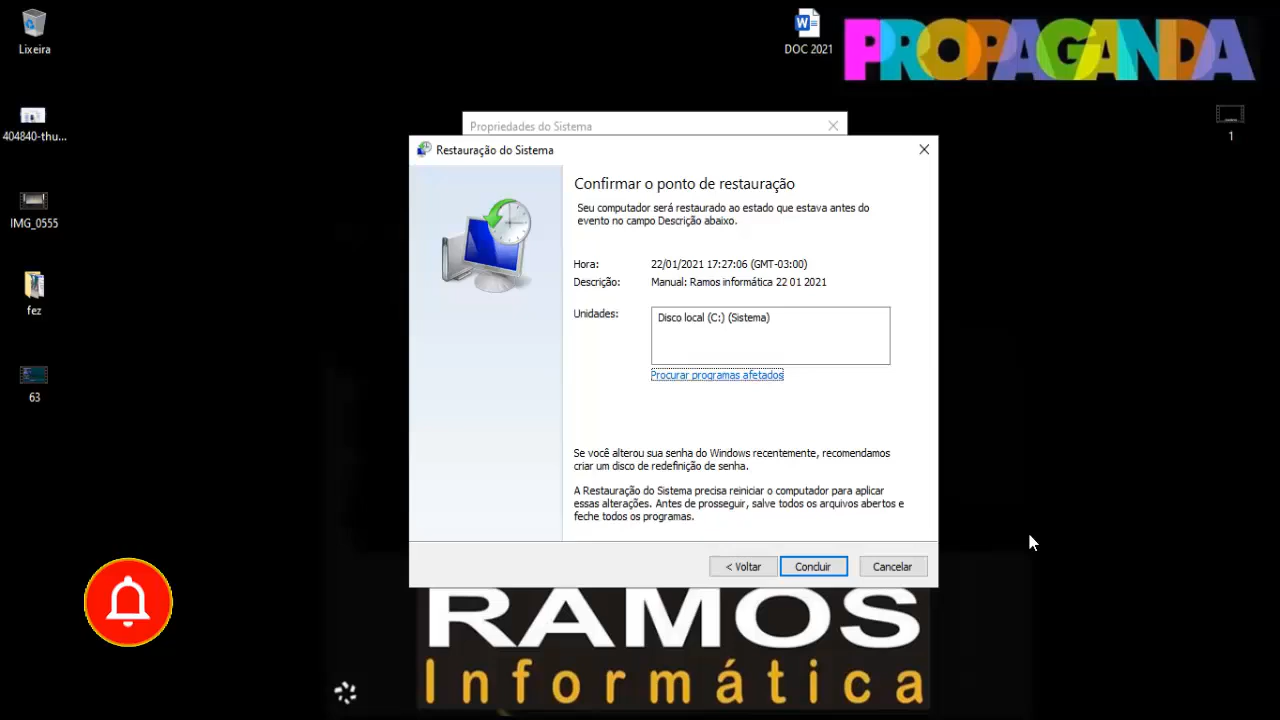 Lixeira
DOC 2021
PROPAGANDA
404840-thu...
1
IMG_0555
fez
63
Propriedades do Sistema
Restauração do Sistema
Confirmar o ponto de restauração
Seu computador será restaurado ao estado que estava antes do
evento no campo Descrição abaixo.
Hora: 22/01/2021 17:27:06 (GMT-03:00)
Descrição: Manual: Ramos informática 22 01 2021
Unidades: Disco local (C:) (Sistema)
Procurar programas afetados
Se você alterou sua senha do Windows recentemente, recomendamos
criar um disco de redefinição de senha.
A Restauração do Sistema precisa reiniciar o computador para aplicar
essas alterações. Antes de prosseguir, salve todos os arquivos abertos e
feche todos os programas.
< Voltar Concluir Cancelar
RAMOS
Informática